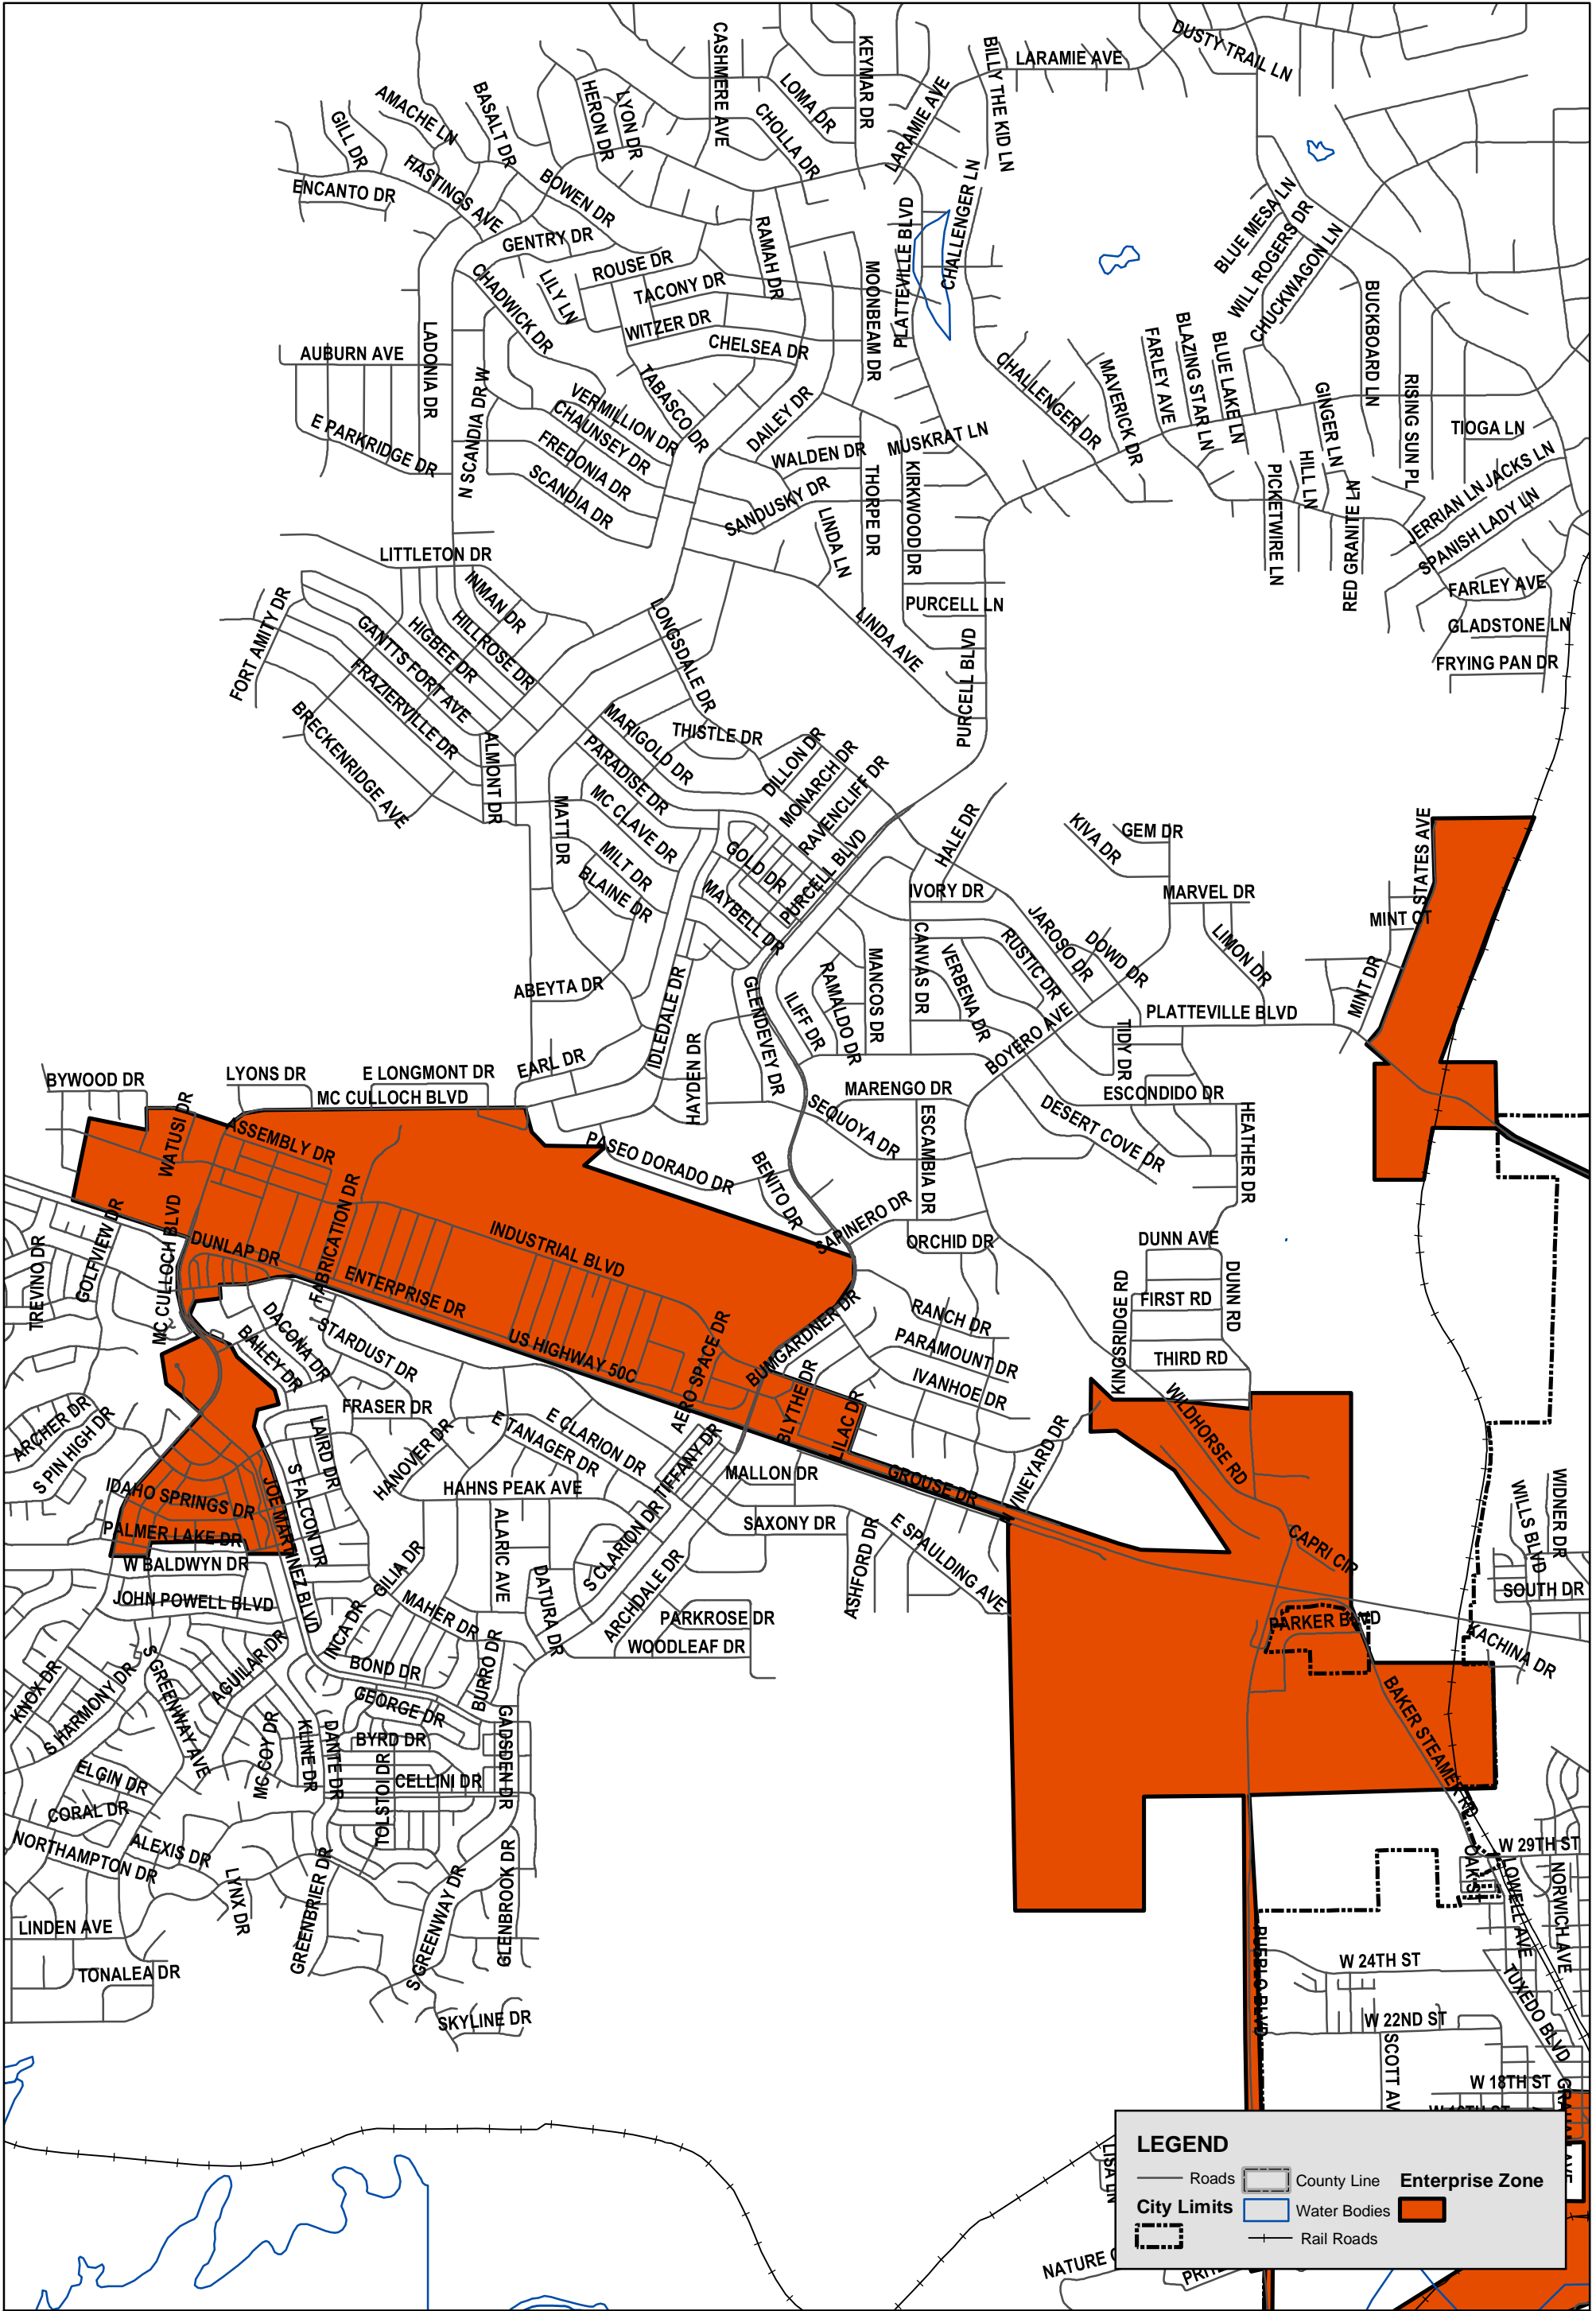 CASHMERE AVE
KEYMAR DR
BILLY THE KID LN
LARAMIE AVE
DUSTY TRAIL LN
LOMA DR
CHOLLA DR
LARAMIE AVE
HERON DR
LYON DR
BASALT DR
AMACHE LN
GILL DR
HASTINGS AVE
ENCANTO DR
BOWEN DR
GENTRY DR
ROUSE DR
TACONY DR
LILY LN
WITZER DR
CHELSEA DR
RAMAH DR
MOONBEAM DR
PLATTEVILLE BLVD
CHALLENGER LN
BLUE MESA LN
WILL ROGERS DR
CHUCKWAGON LN
BUCKBOARD LN
RISING SUN PL
CHADWICK DR
LADONIA DR
AUBURN AVE
N SCANDIA DR W
E PARKRIDGE DR
VERMILLION DR
CHAUNSEY DR
FREDONIA DR
SCANDIA DR
TABASCO DR
DAILEY DR
WALDEN DR
SANDUSKY DR
THORPE DR
MUSKRAT LN
KIRKWOOD DR
LINDA LN
CHALLENGER DR
MAVERICK DR
FARLEY AVE
BLAZING STAR LN
BLUE LAKE LN
GINGER LN
HILL LN
PICKETWIRE LN
RED GRANITE LN
TIOGA LN
JACKS LN
JERRIAN LN
SPANISH LADY LN
FARLEY AVE
GLADSTONE LN
FRYING PAN DR
LITTLETON DR
INMAN DR
HILLROSE DR
HIGBEE DR
GANTTS FORT AVE
FRAZIERVILLE DR
FORT AMITY DR
BRECKENRIDGE AVE
ALMONT DR
PURCELL LN
LINDA AVE
PURCELL BLVD
LONGSDALE DR
THISTLE DR
MARIGOLD DR
PARADISE DR
MC CLAVE DR
MATT DR
MILT DR
BLAINE DR
DILLON DR
MONARCH DR
RAVENCLIFF DR
GOLD DR
PURCELL BLVD
MAYBELL DR
HALE DR
IVORY DR
KIVA DR
GEM DR
MARVEL DR
LIMON DR
STATES AVE
MINT CT
MINT DR
JAROSO DR
DOWD DR
RUSTIC DR
CANVAS DR
VERBENA DR
MANCOS DR
RAMALDO DR
ILIFF DR
GLENDEVEY DR
ABEYTA DR
IDLEDALE DR
HAYDEN DR
EARL DR
PLATTEVILLE BLVD
BOYERO AVE
TIDY DR
ESCONDIDO DR
MARENGO DR
SEQUOYA DR
ESCAMBIA DR
DESERT COVE DR
HEATHER DR
BYWOOD DR
LYONS DR
E LONGMONT DR
MC CULLOCH BLVD
WATUSI DR
ASSEMBLY DR
PASEO DORADO DR
BENITO DR
SAPINERO DR
ORCHID DR
DUNN AVE
DUNN RD
FIRST RD
THIRD RD
KINGSRIDGE RD
FABRICATION DR
INDUSTRIAL BLVD
DUNLAP DR
ENTERPRISE DR
US HIGHWAY 50C
MC CULLOCH BLVD
GOLFVIEW DR
TREVINO DR
DACONA DR
BAILEY DR
STARDUST DR
AERO SPACE DR
BUMGARDNER DR
BLYTHE DR
LILAC DR
RANCH DR
PARAMOUNT DR
IVANHOE DR
WILDHORSE RD
VINEYARD DR
GROUSE DR
ARCHER DR
S PIN HIGH DR
FRASER DR
LAIRD DR
HANOVER DR
E TANAGER DR
E CLARION DR
TIFFANY DR
MALLON DR
HAHNS PEAK AVE
S FALCON DR
JOE MARTINEZ BLVD
IDAHO SPRINGS DR
PALMER LAKE DR
W BALDWYN DR
JOHN POWELL BLVD
GILIA DR
INCA DR
MAHER DR
ALARIC AVE
DATURA DR
S CLARION DR
ARCHDALE DR
SAXONY DR
ASHFORD DR
E SPAULDING AVE
PARKROSE DR
WOODLEAF DR
CAPRI CIR
PARKER BLVD
WIDNER DR
WILLS BLVD
SOUTH DR
KACHINA DR
BAKER STEAMER RD
KNOX DR
S HARMONY DR
S GREENWAY AVE
AGUILAR DR
BOND DR
GEORGE DR
BURRO DR
BYRD DR
CELLINI DR
GADSDEN DR
TOLSTOI DR
DANTE DR
KLINE DR
MC COY DR
ELGIN DR
CORAL DR
NORTHAMPTON DR
ALEXIS DR
LYNX DR
GREENBRIER DR
S GREENWAY DR
GLENBROOK DR
LINDEN AVE
TONALEA DR
SKYLINE DR
W 29TH ST
OAK ST
LOWELL AVE
NORWICH AVE
W 24TH ST
PUEBLO BLVD
TUXEDO BLVD
W 22ND ST
SCOTT AV
W 18TH ST
LISA LN
NATURE
LEGEND
Roads
County Line
Enterprise Zone
City Limits
Water Bodies
Rail Roads